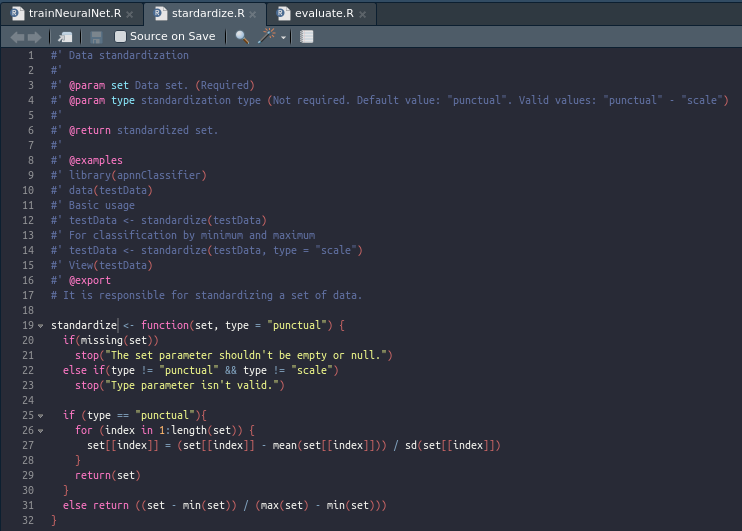 trainNeuralNet.R × stardardize.R × evaluate.R ×
Source on Save
1 #' Data standardization
2 #'
3 #' @param set Data set. (Required)
4 #' @param type standardization type (Not required. Default value: "punctual". Valid values: "punctual" - "scale")
5 #'
6 #' @return standardized set.
7 #'
8 #' @examples
9 #' library(apnnClassifier)
10 #' data(testData)
11 #' Basic usage
12 #' testData <- standardize(testData)
13 #' For classification by minimum and maximum
14 #' testData <- standardize(testData, type = "scale")
15 #' View(testData)
16 #' @export
17 # It is responsible for standardizing a set of data.
18
19 standardize <- function(set, type = "punctual") {
20   if(missing(set))
21     stop("The set parameter shouldn't be empty or null.")
22   else if(type != "punctual" && type != "scale")
23     stop("Type parameter isn't valid.")
24
25   if (type == "punctual"){
26     for (index in 1:length(set)) {
27       set[[index]] = (set[[index]] - mean(set[[index]])) / sd(set[[index]])
28     }
29     return(set)
30   }
31   else return ((set - min(set)) / (max(set) - min(set)))
32 }